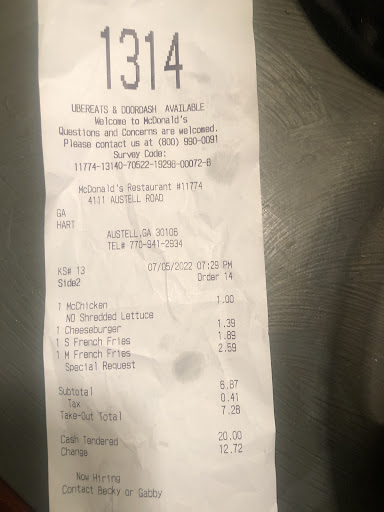 1314
UBEREATS & DOORDASH AVAILABLE
Welcome to McDonald's
Questions and Concerns are welcomed.
Please contact us at (800) 990-0091
Survey Code:
11774-13140-70522-19296-00072-8
McDonald's Restaurant #11774
4111 AUSTELL ROAD
GA
HART
AUSTELL,GA 30106
TEL# 770-941-2934
KS# 13 07/05/2022 07:29 PM
Side2 Order 14
1 McChicken 1.00
NO Shredded Lettuce
1 Cheeseburger 1.39
1 S French Fries 1.89
1 M French Fries 2.59
Special Request
Subtotal 6.87
Tax 0.41
Take-Out Total 7.28
Cash Tendered 20.00
Change 12.72
Now Hiring
Contact Becky or Gabby